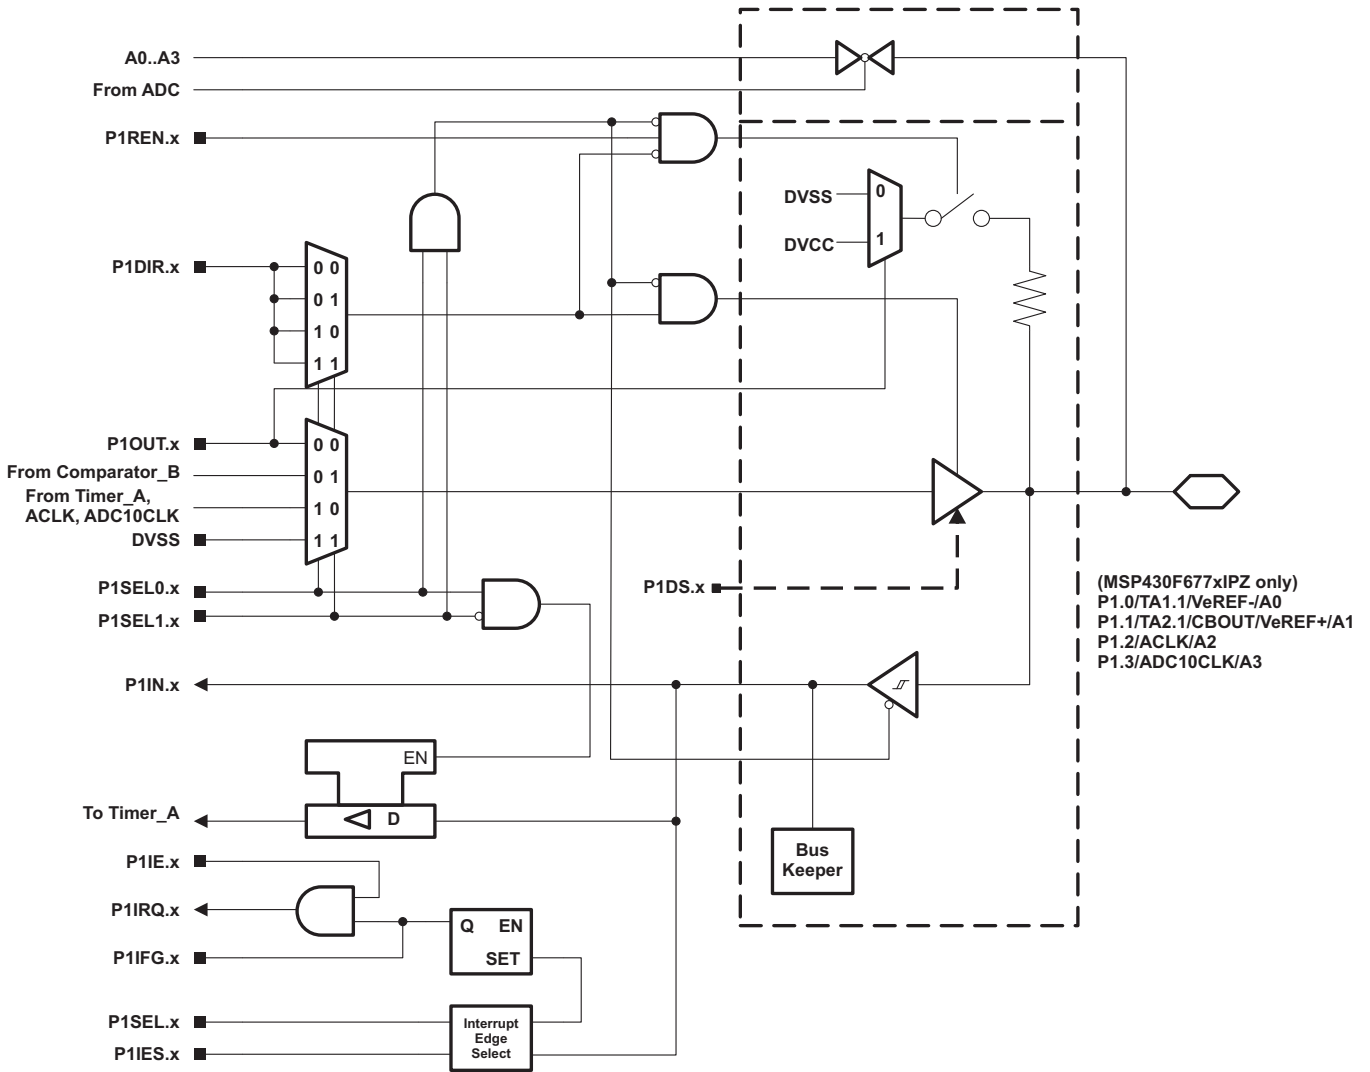 A0..A3
From ADC
P1REN.x
DVSS
0
DVCC
1
P1DIR.x
0 0
0 1
1 0
1 1
P1OUT.x
0 0
From Comparator_B
0 1
From Timer_A,
ACLK, ADC10CLK
1 0
DVSS
1 1
P1SEL0.x
P1SEL1.x
P1DS.x
(MSP430F677xIPZ only)
P1.0/TA1.1/VeREF-/A0
P1.1/TA2.1/CBOUT/VeREF+/A1
P1.2/ACLK/A2
P1.3/ADC10CLK/A3
P1IN.x
EN
To Timer_A
D
Bus
Keeper
P1IE.x
P1IRQ.x
Q EN
SET
P1IFG.x
P1SEL.x
P1IES.x
Interrupt
Edge
Select